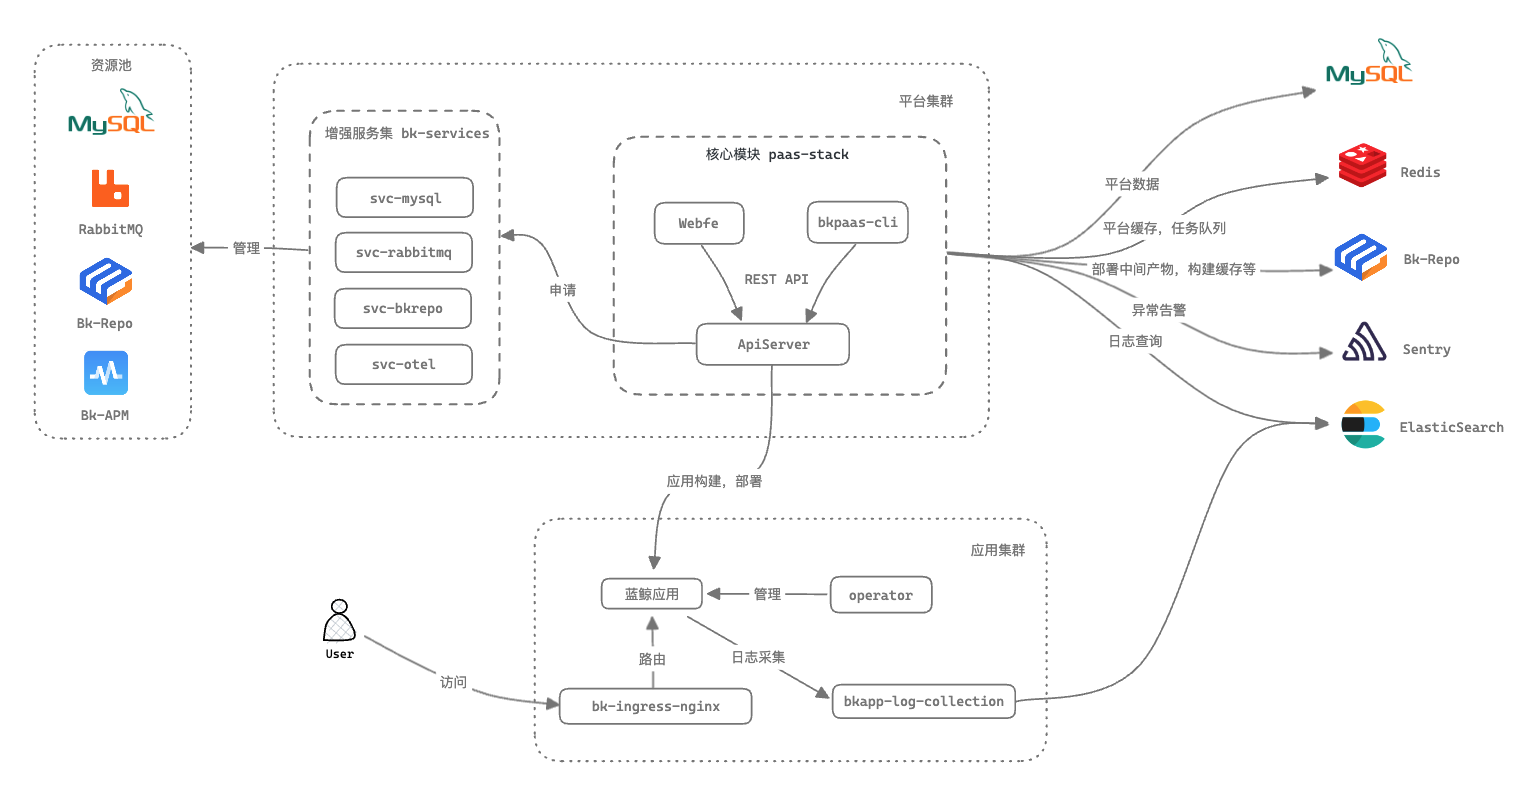 资源池
MySQL
RabbitMQ
Bk-Repo
Bk-APM
管理
平台集群
增强服务集 bk-services
svc-mysql
svc-rabbitmq
svc-bkrepo
svc-otel
申请
核心模块 paas-stack
Webfe
bkpaas-cli
REST API
ApiServer
平台数据
平台缓存，任务队列
部署中间产物，构建缓存等
异常告警
日志查询
MySQL
Redis
Bk-Repo
Sentry
ElasticSearch
应用构建，部署
应用集群
蓝鲸应用
管理
operator
路由
日志采集
User
访问
bk-ingress-nginx
bkapp-log-collection